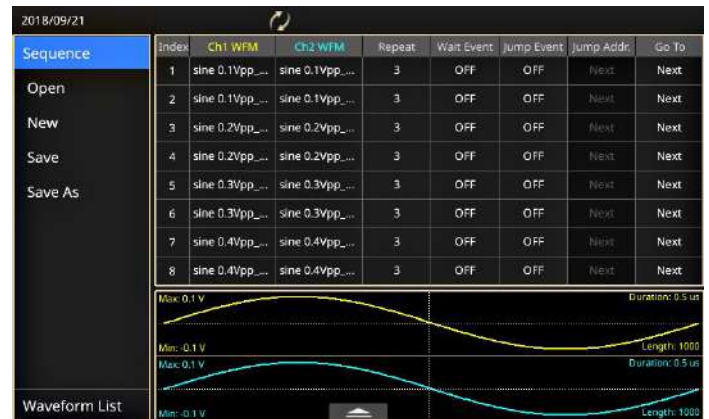 2018/09/21
Sequence
Open
New
Save
Save As
Waveform List
Index Ch1 WFM Ch2 WFM Repeat Wait Event Jump Event Jump Addr. Go To
1 sine 0.1Vpp_... sine 0.1Vpp_... 3 OFF OFF Next Next
2 sine 0.1Vpp_... sine 0.1Vpp_... 3 OFF OFF Next Next
3 sine 0.2Vpp_... sine 0.2Vpp_... 3 OFF OFF Next Next
4 sine 0.2Vpp_... sine 0.2Vpp_... 3 OFF OFF Next Next
5 sine 0.3Vpp_... sine 0.3Vpp_... 3 OFF OFF Next Next
6 sine 0.3Vpp_... sine 0.3Vpp_... 3 OFF OFF Next Next
7 sine 0.4Vpp_... sine 0.4Vpp_... 3 OFF OFF Next Next
8 sine 0.4Vpp_... sine 0.4Vpp_... 3 OFF OFF Next Next
Max: 0.1 V Duration: 0.5 us
Min: -0.1 V Length: 1000
Max: 0.1 V Duration: 0.5 us
Min: -0.1 V Length: 1000